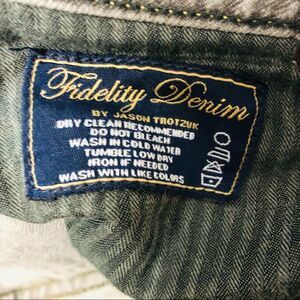 Fidelity Denim
BY JASON TROTZUK
DRY CLEAN RECOMMENDED
DO NOT BLEACH
WASH IN COLD WATER
TUMBLE LOW DRY
IRON IF NEEDED
WASH WITH LIKE COLORS